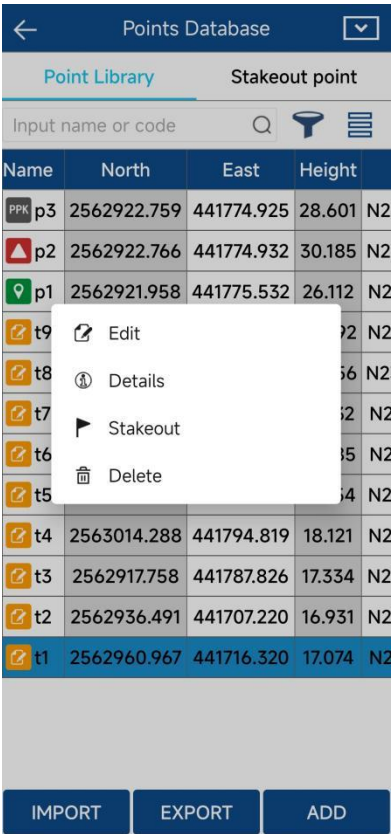 Points Database
Point Library Stakeout point
Input name or code
Name North East Height
PPK p3 2562922.759 441774.925 28.601 N2
p2 2562922.766 441774.932 30.185 N2
p1 2562921.958 441775.532 26.112 N2
t9 92 N2
Edit
t8 56 N2
Details
t7 52 N2
Stakeout
t6 35 N2
Delete
t5 54 N2
t4 2563014.288 441794.819 18.121 N2
t3 2562917.758 441787.826 17.334 N2
t2 2562936.491 441707.220 16.931 N2
t1 2562960.967 441716.320 17.074 N2
IMPORT EXPORT ADD